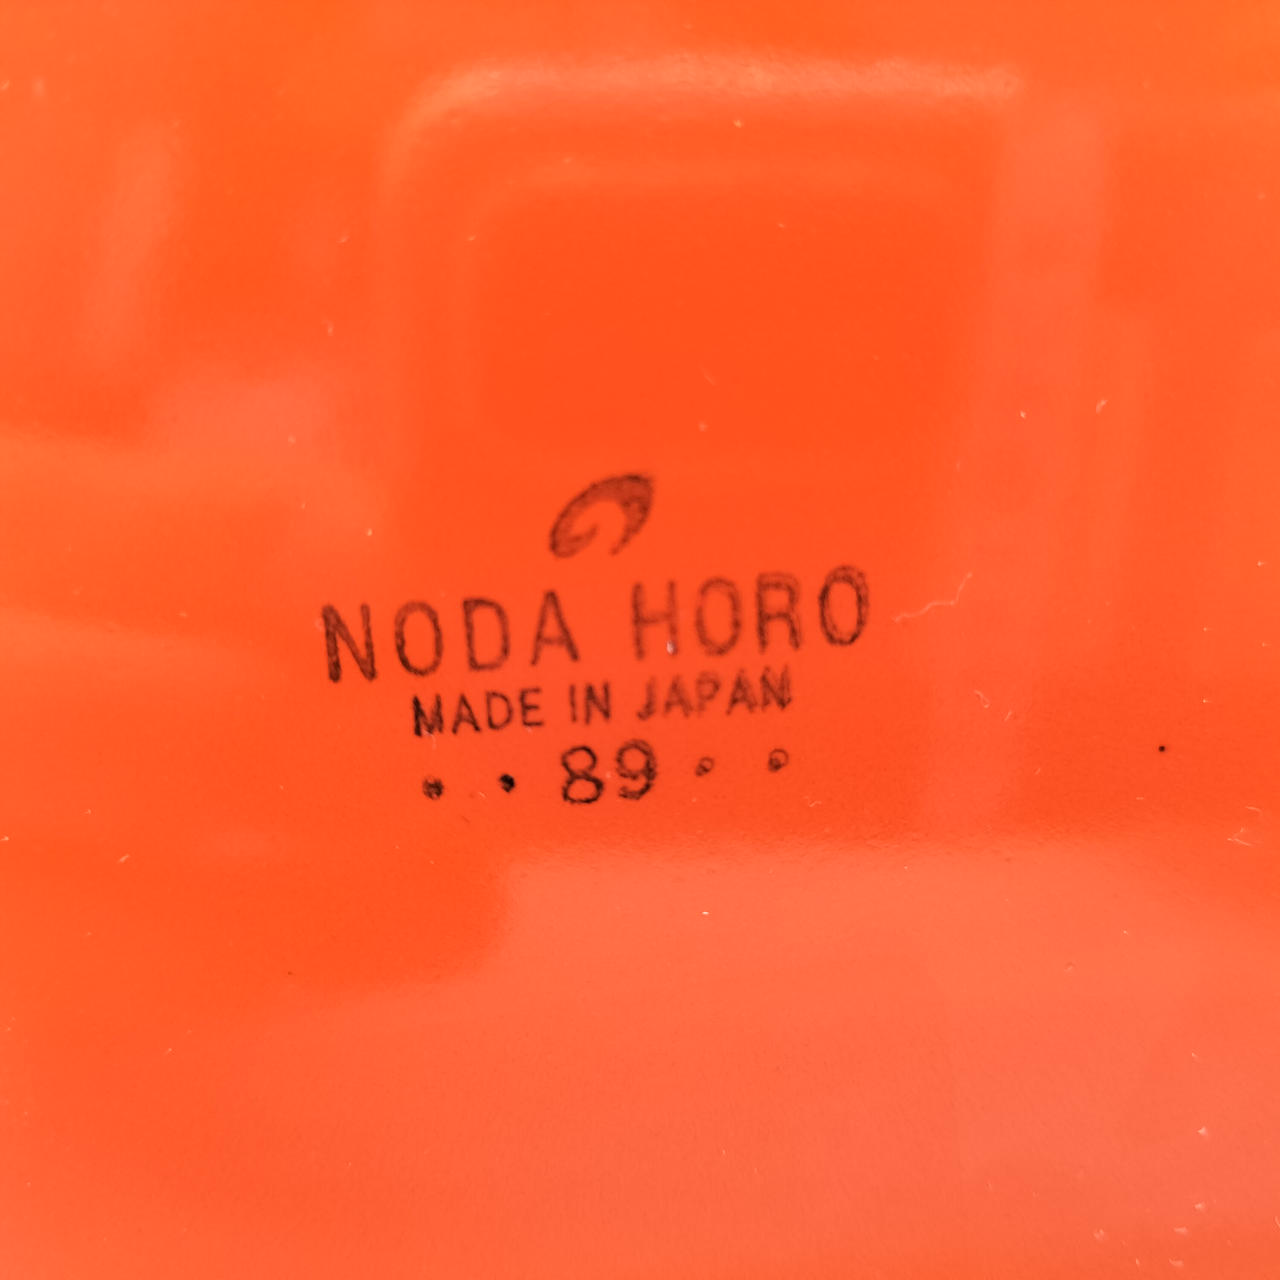 NODA HORO
MADE IN JAPAN
• • 89 • •